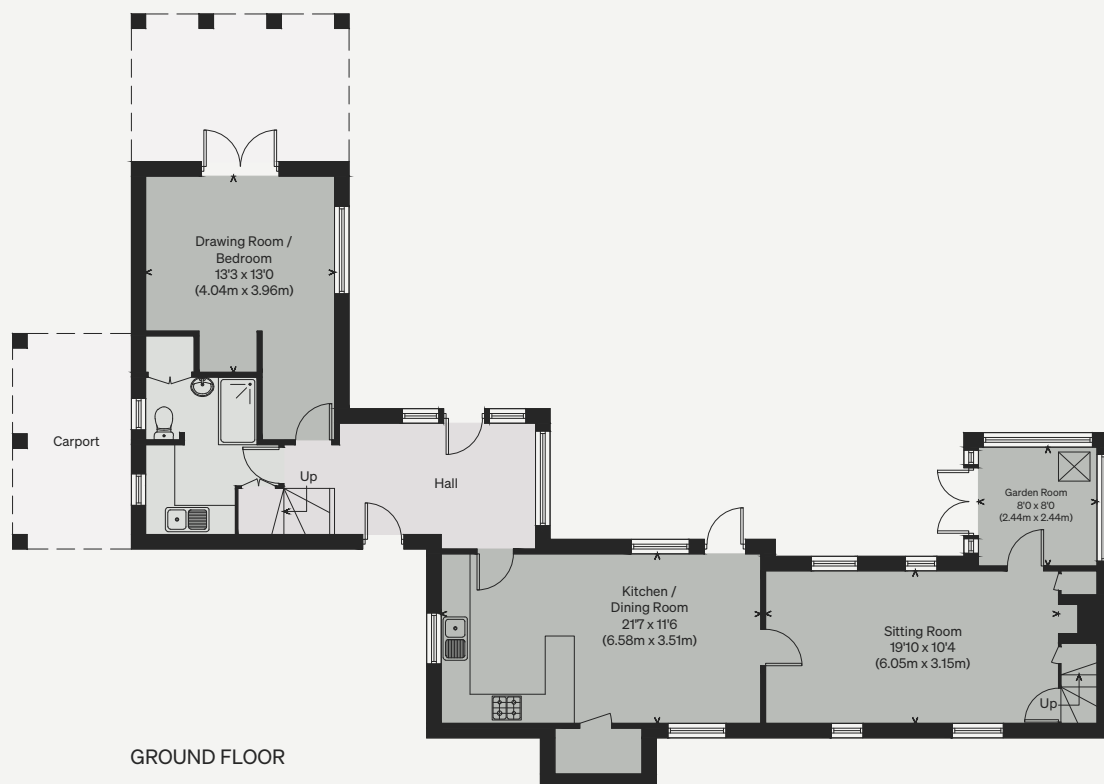 Drawing Room /
Bedroom
13'3 x 13'0
(4.04m x 3.96m)
Carport
Up
Hall
Garden Room
8'0 x 8'0
(2.44m x 2.44m)
Kitchen /
Dining Room
21'7 x 11'6
(6.58m x 3.51m)
Sitting Room
19'10 x 10'4
(6.05m x 3.15m)
Up
GROUND FLOOR